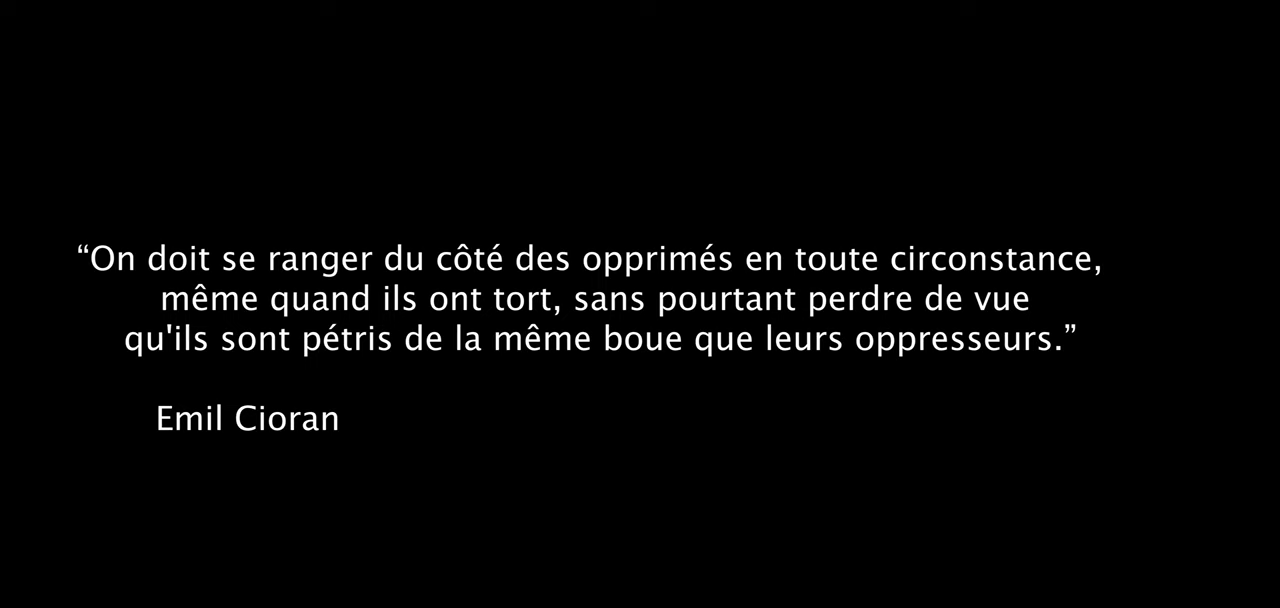 “On doit se ranger du côté des opprimés en toute circonstance,
même quand ils ont tort, sans pourtant perdre de vue
qu'ils sont pétris de la même boue que leurs oppresseurs.”
Emil Cioran